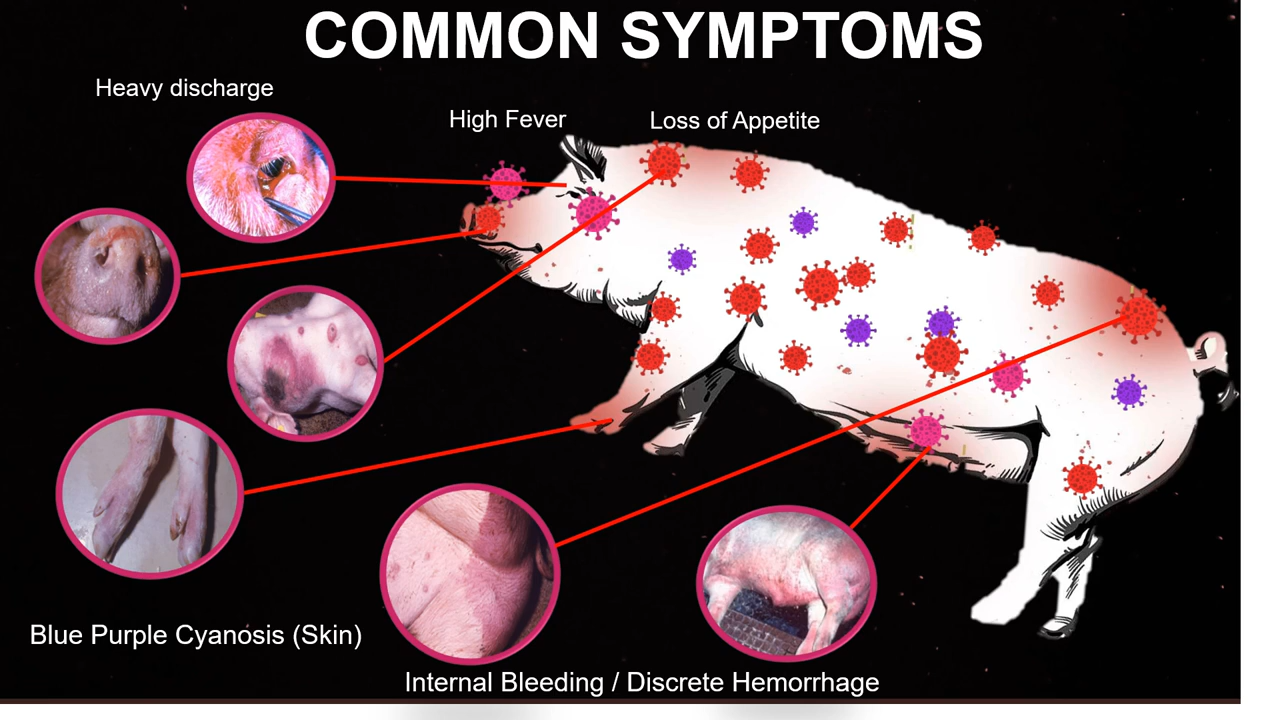 COMMON SYMPTOMS
Heavy discharge
High Fever
Loss of Appetite
Blue Purple Cyanosis (Skin)
Internal Bleeding / Discrete Hemorrhage